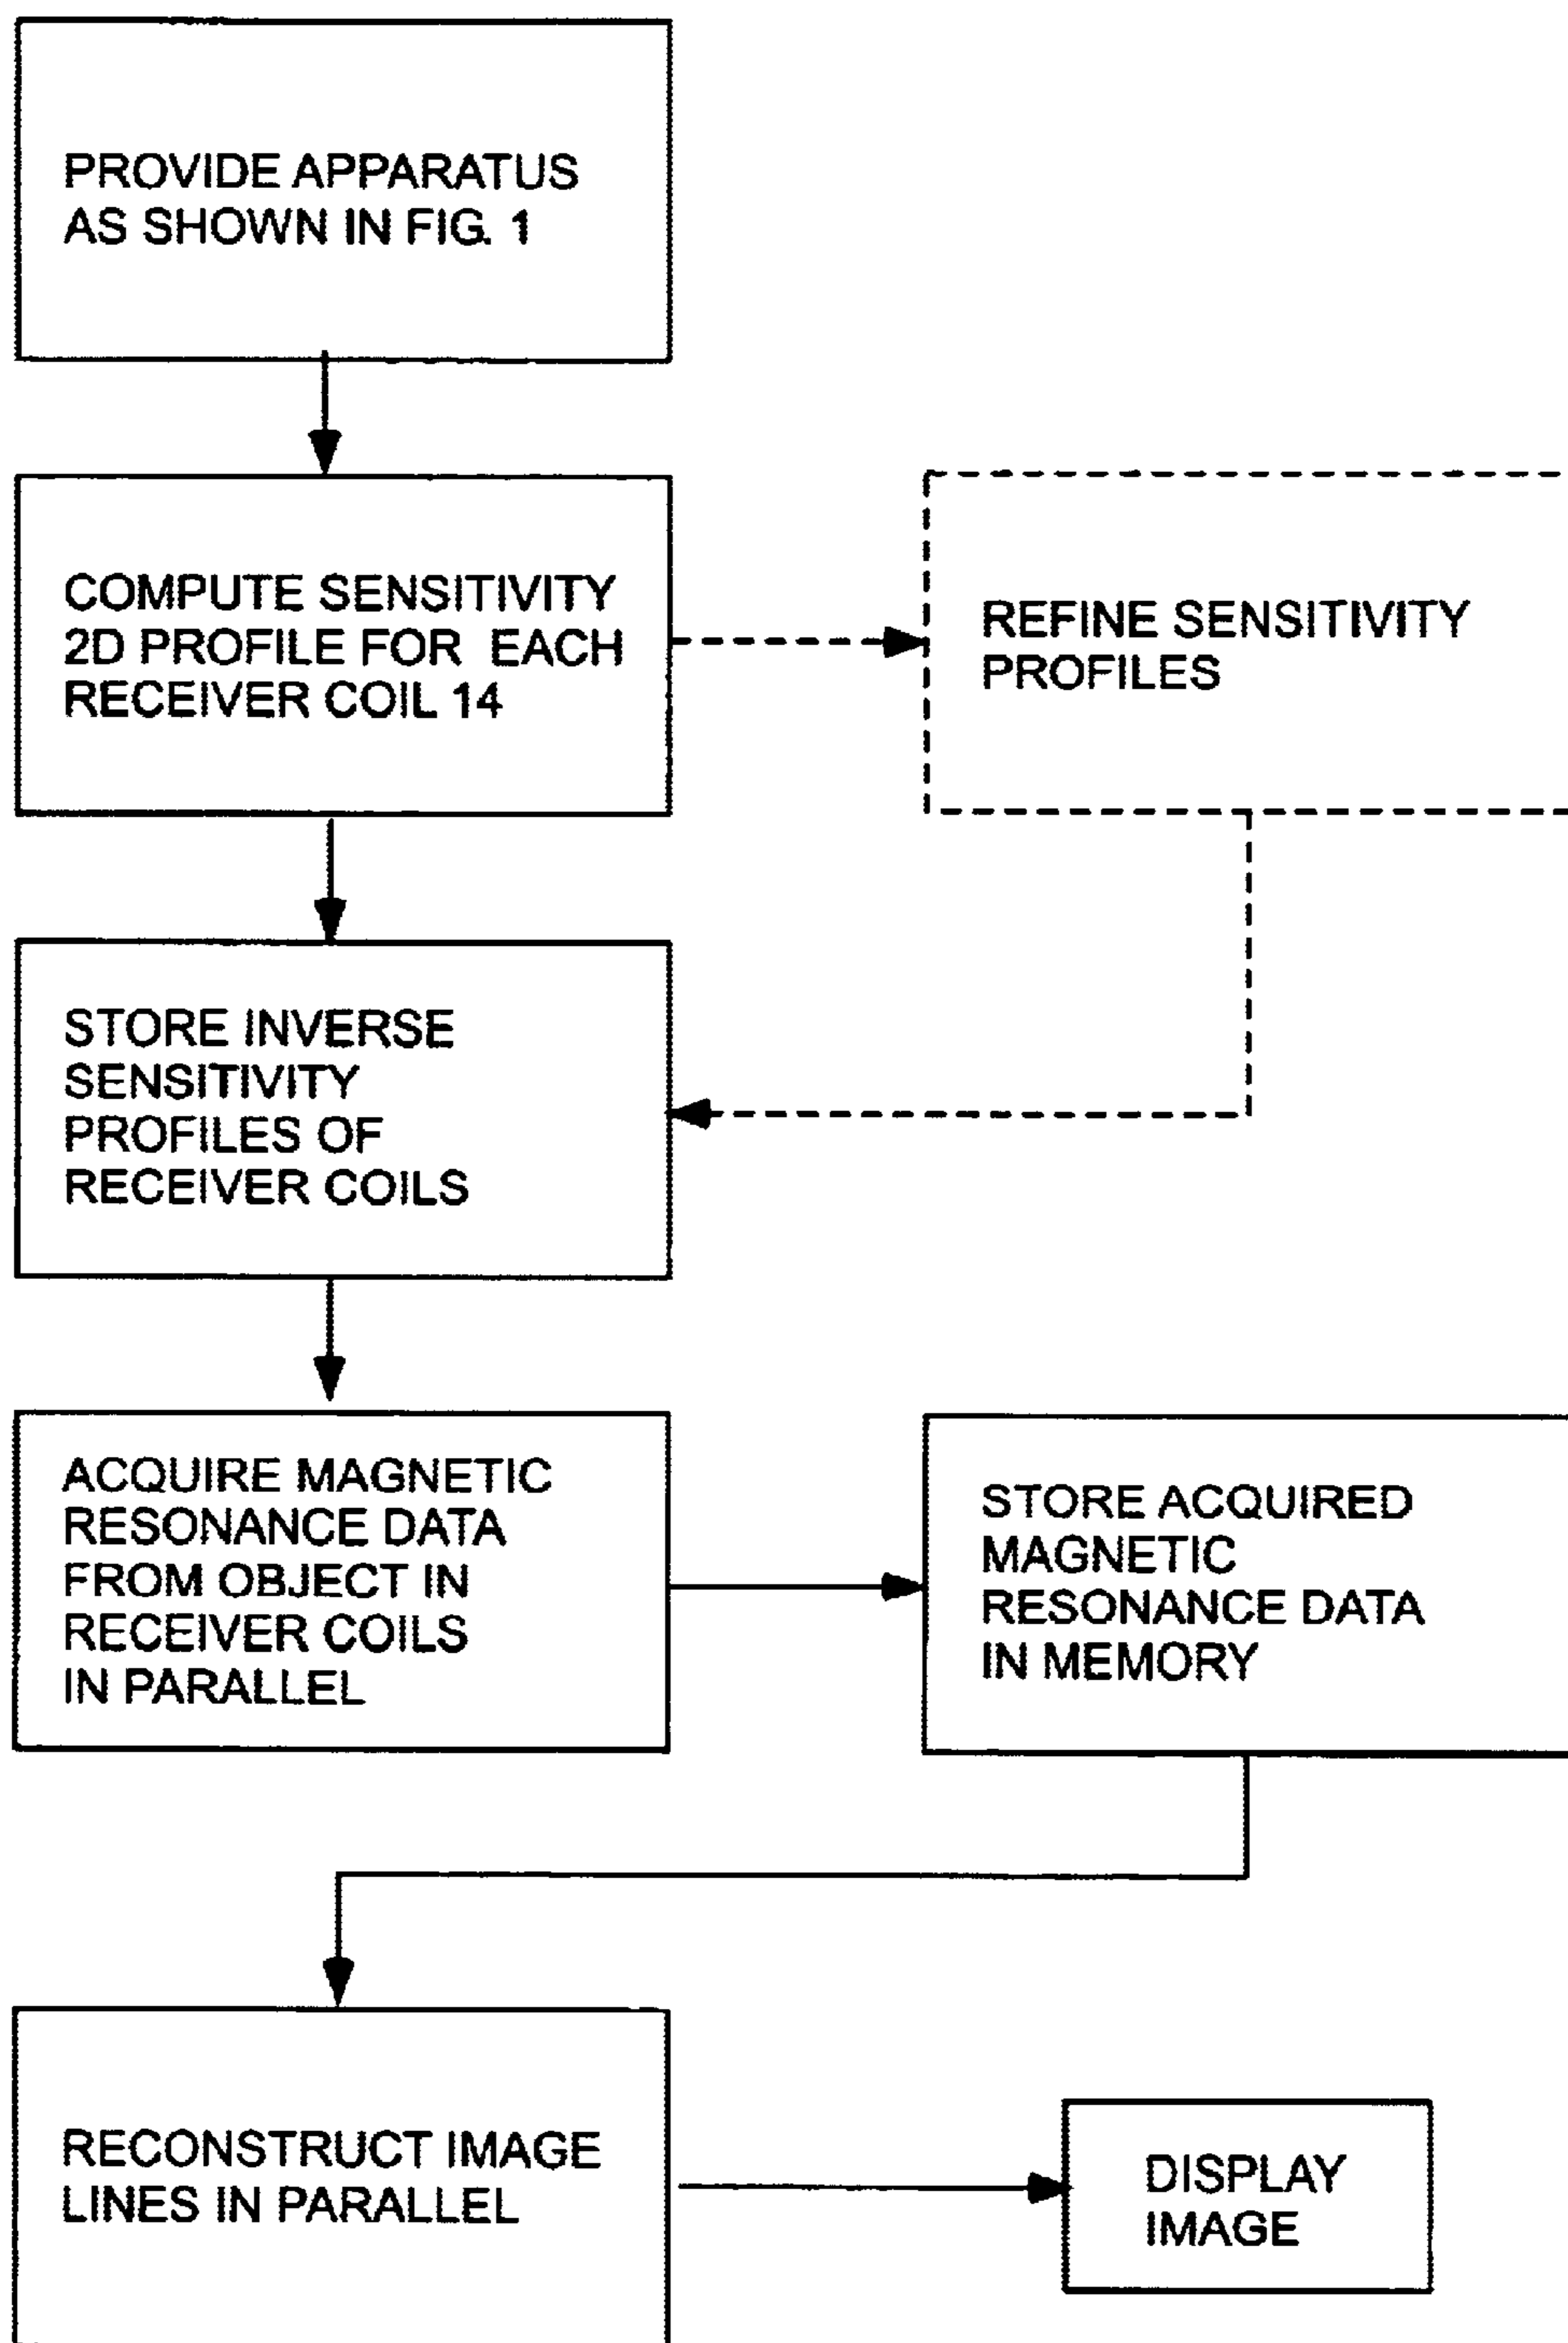 PROVIDE APPARATUS
AS SHOWN IN FIG. 1
COMPUTE SENSITIVITY
2D PROFILE FOR EACH
RECEIVER COIL 14
REFINE SENSITIVITY
PROFILES
STORE INVERSE
SENSITIVITY
PROFILES OF
RECEIVER COILS
ACQUIRE MAGNETIC
RESONANCE DATA
FROM OBJECT IN
RECEIVER COILS
IN PARALLEL
STORE ACQUIRED
MAGNETIC
RESONANCE DATA
IN MEMORY
RECONSTRUCT IMAGE
LINES IN PARALLEL
DISPLAY
IMAGE